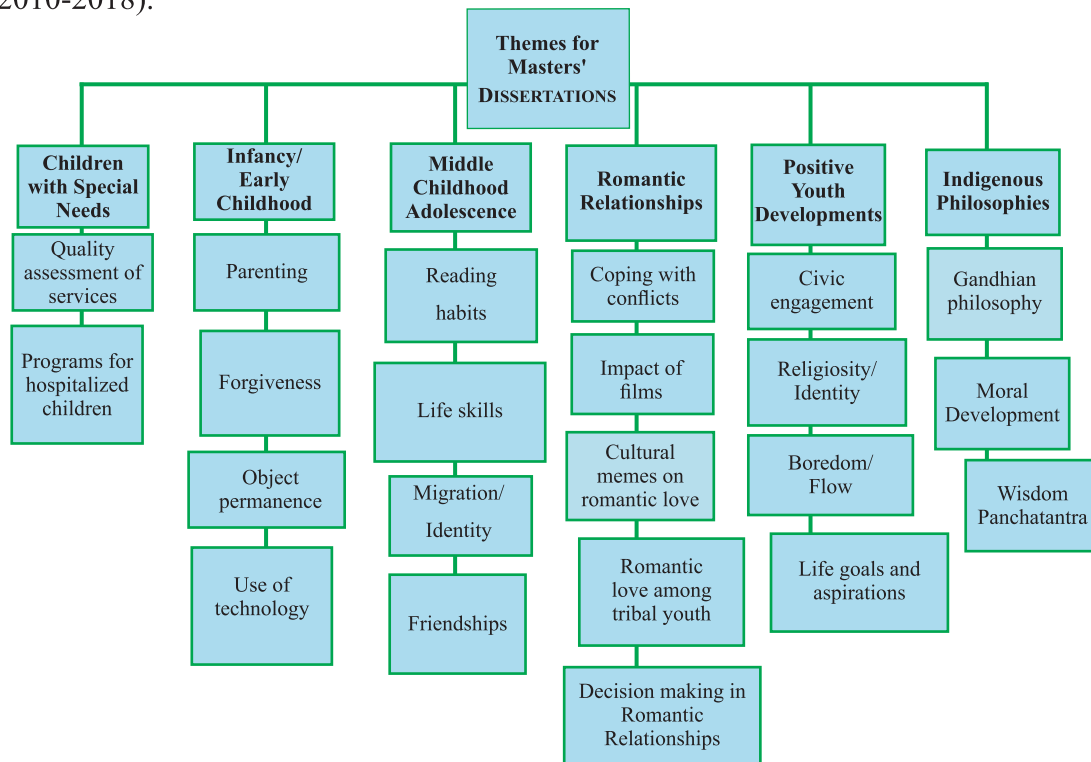 2010-2018).
Themes for
Masters'
DISSERTATIONS
Children
with Special
Needs
Quality
assessment of
services
Programs for
hospitalized
children
Infancy/
Early
Childhood
Parenting
Forgiveness
Object
permanence
Use of
technology
Middle
Childhood
Adolescence
Reading
habits
Life skills
Migration/
Identity
Friendships
Romantic
Relationships
Coping with
conflicts
Impact of
films
Cultural
memes on
romantic love
Romantic
love among
tribal youth
Decision making in
Romantic
Relationships
Positive
Youth
Developments
Civic
engagement
Religiosity/
Identity
Boredom/
Flow
Life goals and
aspirations
Indigenous
Philosophies
Gandhian
philosophy
Moral
Development
Wisdom
Panchatantra